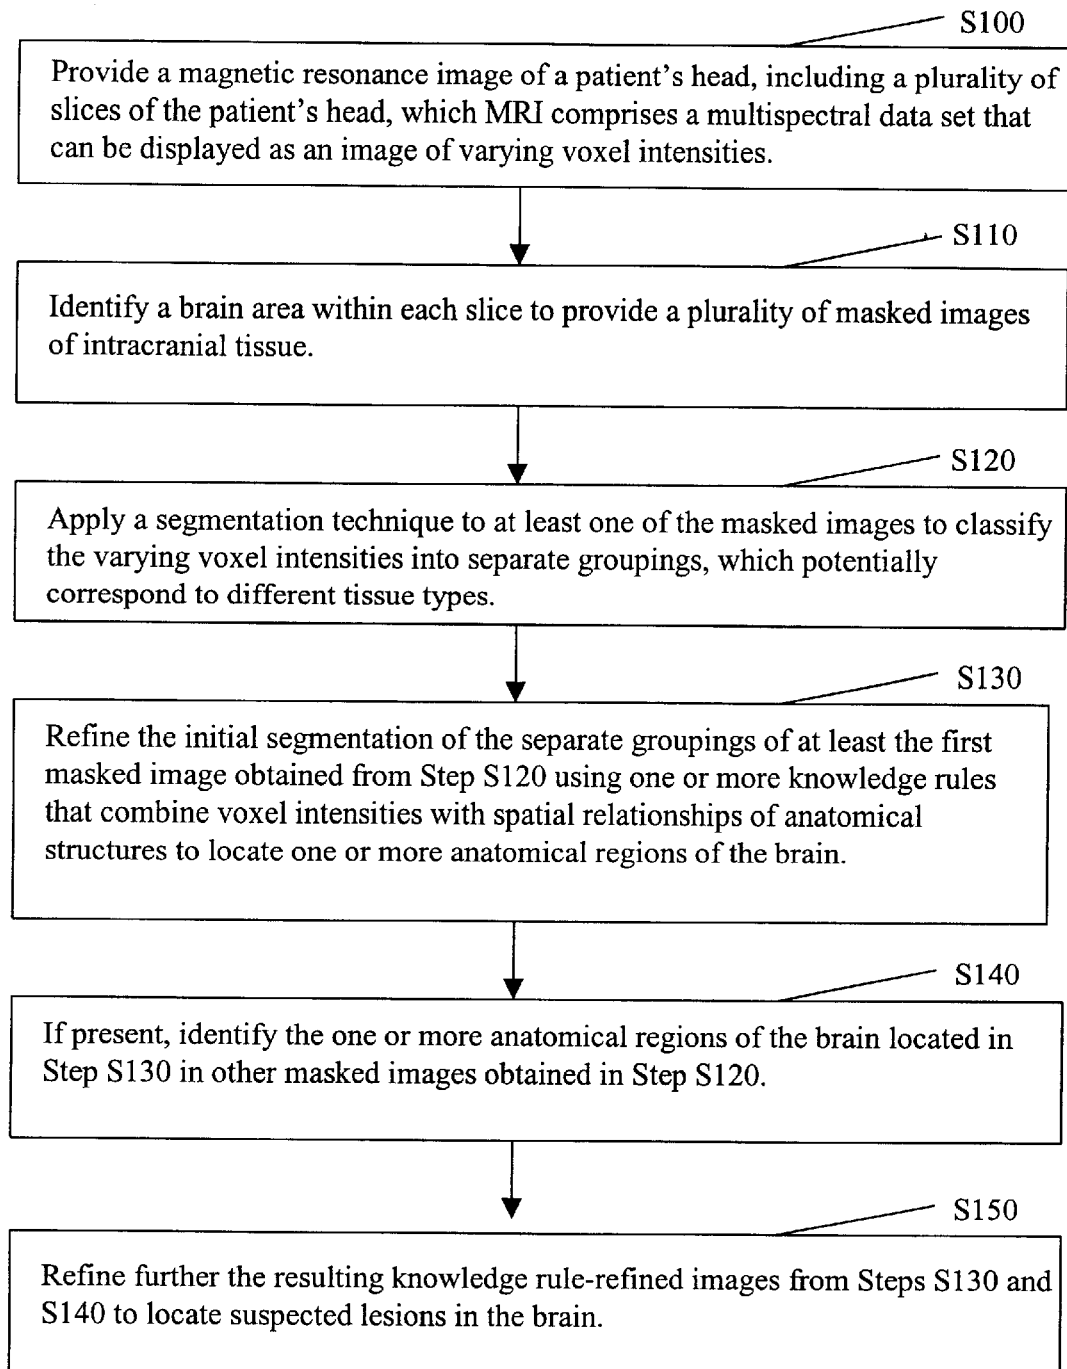 S100
Provide a magnetic resonance image of a patient's head, including a plurality of
slices of the patient's head, which MRI comprises a multispectral data set that
can be displayed as an image of varying voxel intensities.
S110
Identify a brain area within each slice to provide a plurality of masked images
of intracranial tissue.
S120
Apply a segmentation technique to at least one of the masked images to classify
the varying voxel intensities into separate groupings, which potentially
correspond to different tissue types.
S130
Refine the initial segmentation of the separate groupings of at least the first
masked image obtained from Step S120 using one or more knowledge rules
that combine voxel intensities with spatial relationships of anatomical
structures to locate one or more anatomical regions of the brain.
S140
If present, identify the one or more anatomical regions of the brain located in
Step S130 in other masked images obtained in Step S120.
S150
Refine further the resulting knowledge rule-refined images from Steps S130 and
S140 to locate suspected lesions in the brain.